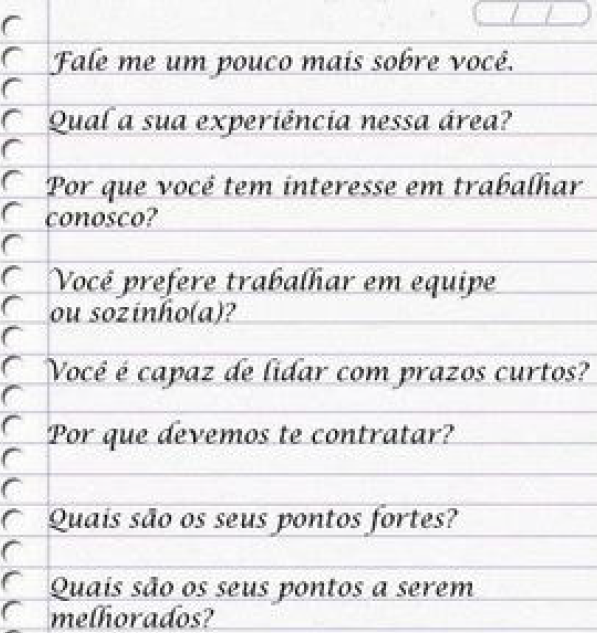 Fale me um pouco mais sobre você.
Qual a sua experiência nessa área?
Por que você tem interesse em trabalhar
conosco?
Você prefere trabalhar em equipe
ou sozinho(a)?
Você é capaz de lidar com prazos curtos?
Por que devemos te contratar?
Quais são os seus pontos fortes?
Quais são os seus pontos a serem
melhorados?